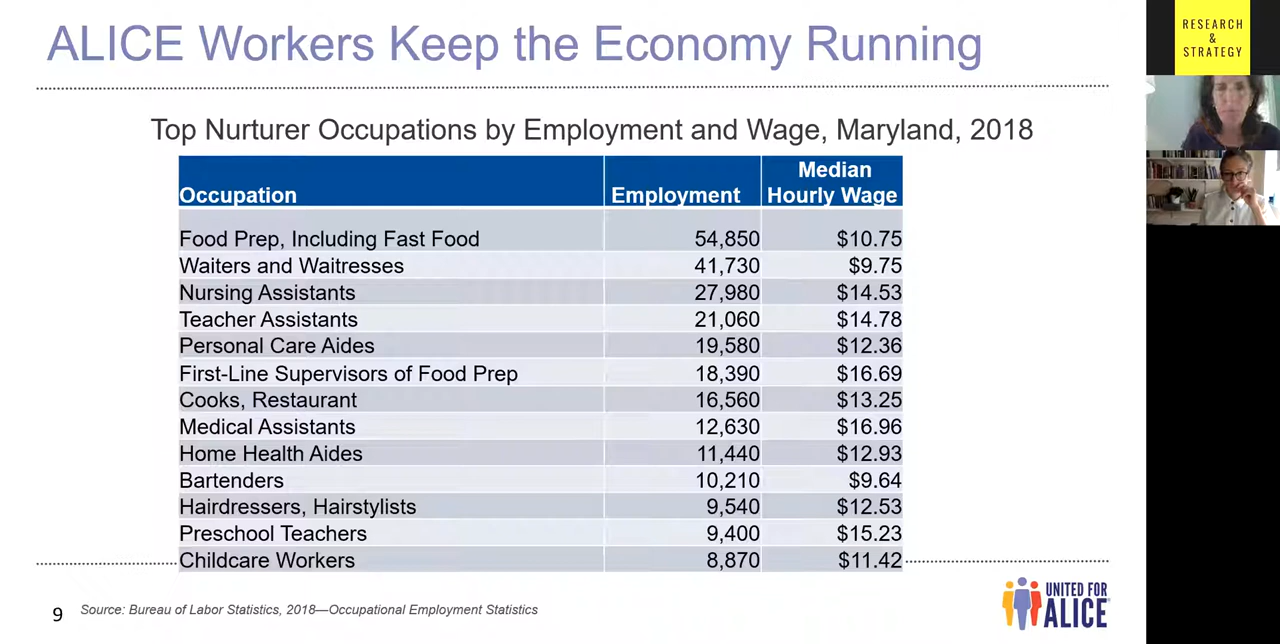 ALICE Workers Keep the Economy Running
RESEARCH
&
STRATEGY
Top Nurturer Occupations by Employment and Wage, Maryland, 2018
Occupation Employment Median Hourly Wage
Food Prep, Including Fast Food 54,850 $10.75
Waiters and Waitresses 41,730 $9.75
Nursing Assistants 27,980 $14.53
Teacher Assistants 21,060 $14.78
Personal Care Aides 19,580 $12.36
First-Line Supervisors of Food Prep 18,390 $16.69
Cooks, Restaurant 16,560 $13.25
Medical Assistants 12,630 $16.96
Home Health Aides 11,440 $12.93
Bartenders 10,210 $9.64
Hairdressers, Hairstylists 9,540 $12.53
Preschool Teachers 9,400 $15.23
Childcare Workers 8,870 $11.42
9 Source: Bureau of Labor Statistics, 2018—Occupational Employment Statistics
UNITED FOR
ALICE